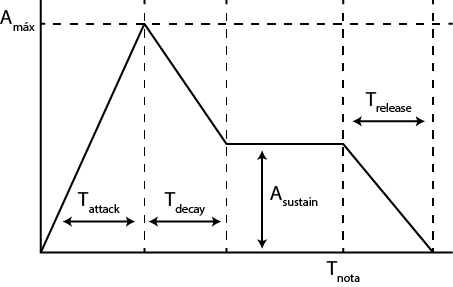 Amáx
Trelease
Tattack
Tdecay
Asustain
Tnota